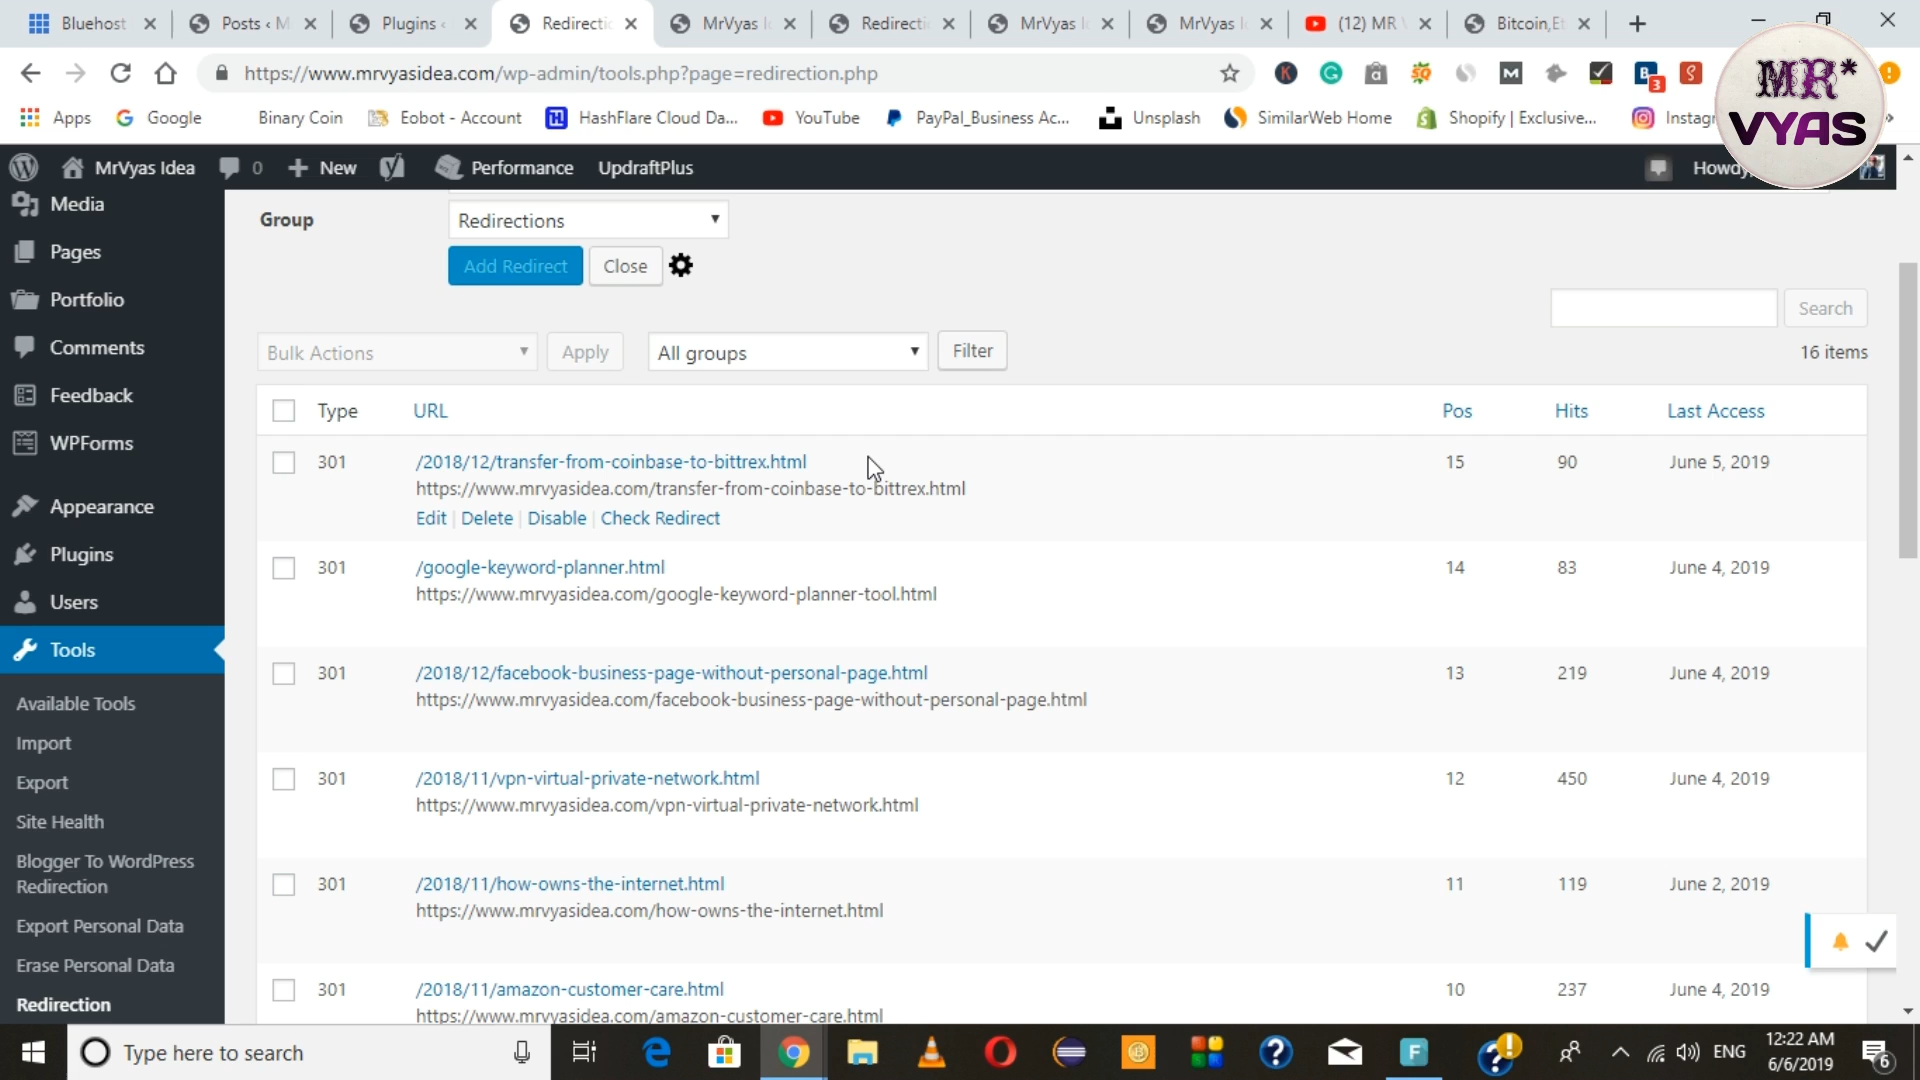 Bluehost
Posts ‹ M
Plugins ‹
Redirectio
MrVyas I
Redirecti
MrVyas I
MrVyas I
(12) MR
Bitcoin,Et
https://www.mrvyasidea.com/wp-admin/tools.php?page=redirection.php
Apps
Google
Binary Coin
Eobot - Account
HashFlare Cloud Da...
YouTube
PayPal_Business Ac...
Unsplash
SimilarWeb Home
Shopify | Exclusive...
Instagr
MR*
VYAS
MrVyas Idea
0
New
Performance
UpdraftPlus
Howdy,
Media
Pages
Portfolio
Comments
Feedback
WPForms
Appearance
Plugins
Users
Tools
Available Tools
Import
Export
Site Health
Blogger To WordPress
Redirection
Export Personal Data
Erase Personal Data
Redirection
Group
Redirections
Add Redirect
Close
Search
Bulk Actions
Apply
All groups
Filter
16 items
Type URL Pos Hits Last Access
301 /2018/12/transfer-from-coinbase-to-bittrex.html 15 90 June 5, 2019
https://www.mrvyasidea.com/transfer-from-coinbase-to-bittrex.html
Edit | Delete | Disable | Check Redirect
301 /google-keyword-planner.html 14 83 June 4, 2019
https://www.mrvyasidea.com/google-keyword-planner-tool.html
301 /2018/12/facebook-business-page-without-personal-page.html 13 219 June 4, 2019
https://www.mrvyasidea.com/facebook-business-page-without-personal-page.html
301 /2018/11/vpn-virtual-private-network.html 12 450 June 4, 2019
https://www.mrvyasidea.com/vpn-virtual-private-network.html
301 /2018/11/how-owns-the-internet.html 11 119 June 2, 2019
https://www.mrvyasidea.com/how-owns-the-internet.html
301 /2018/11/amazon-customer-care.html 10 237 June 4, 2019
https://www.mrvyasidea.com/amazon-customer-care.html
Type here to search
ENG
12:22 AM
6/6/2019
6